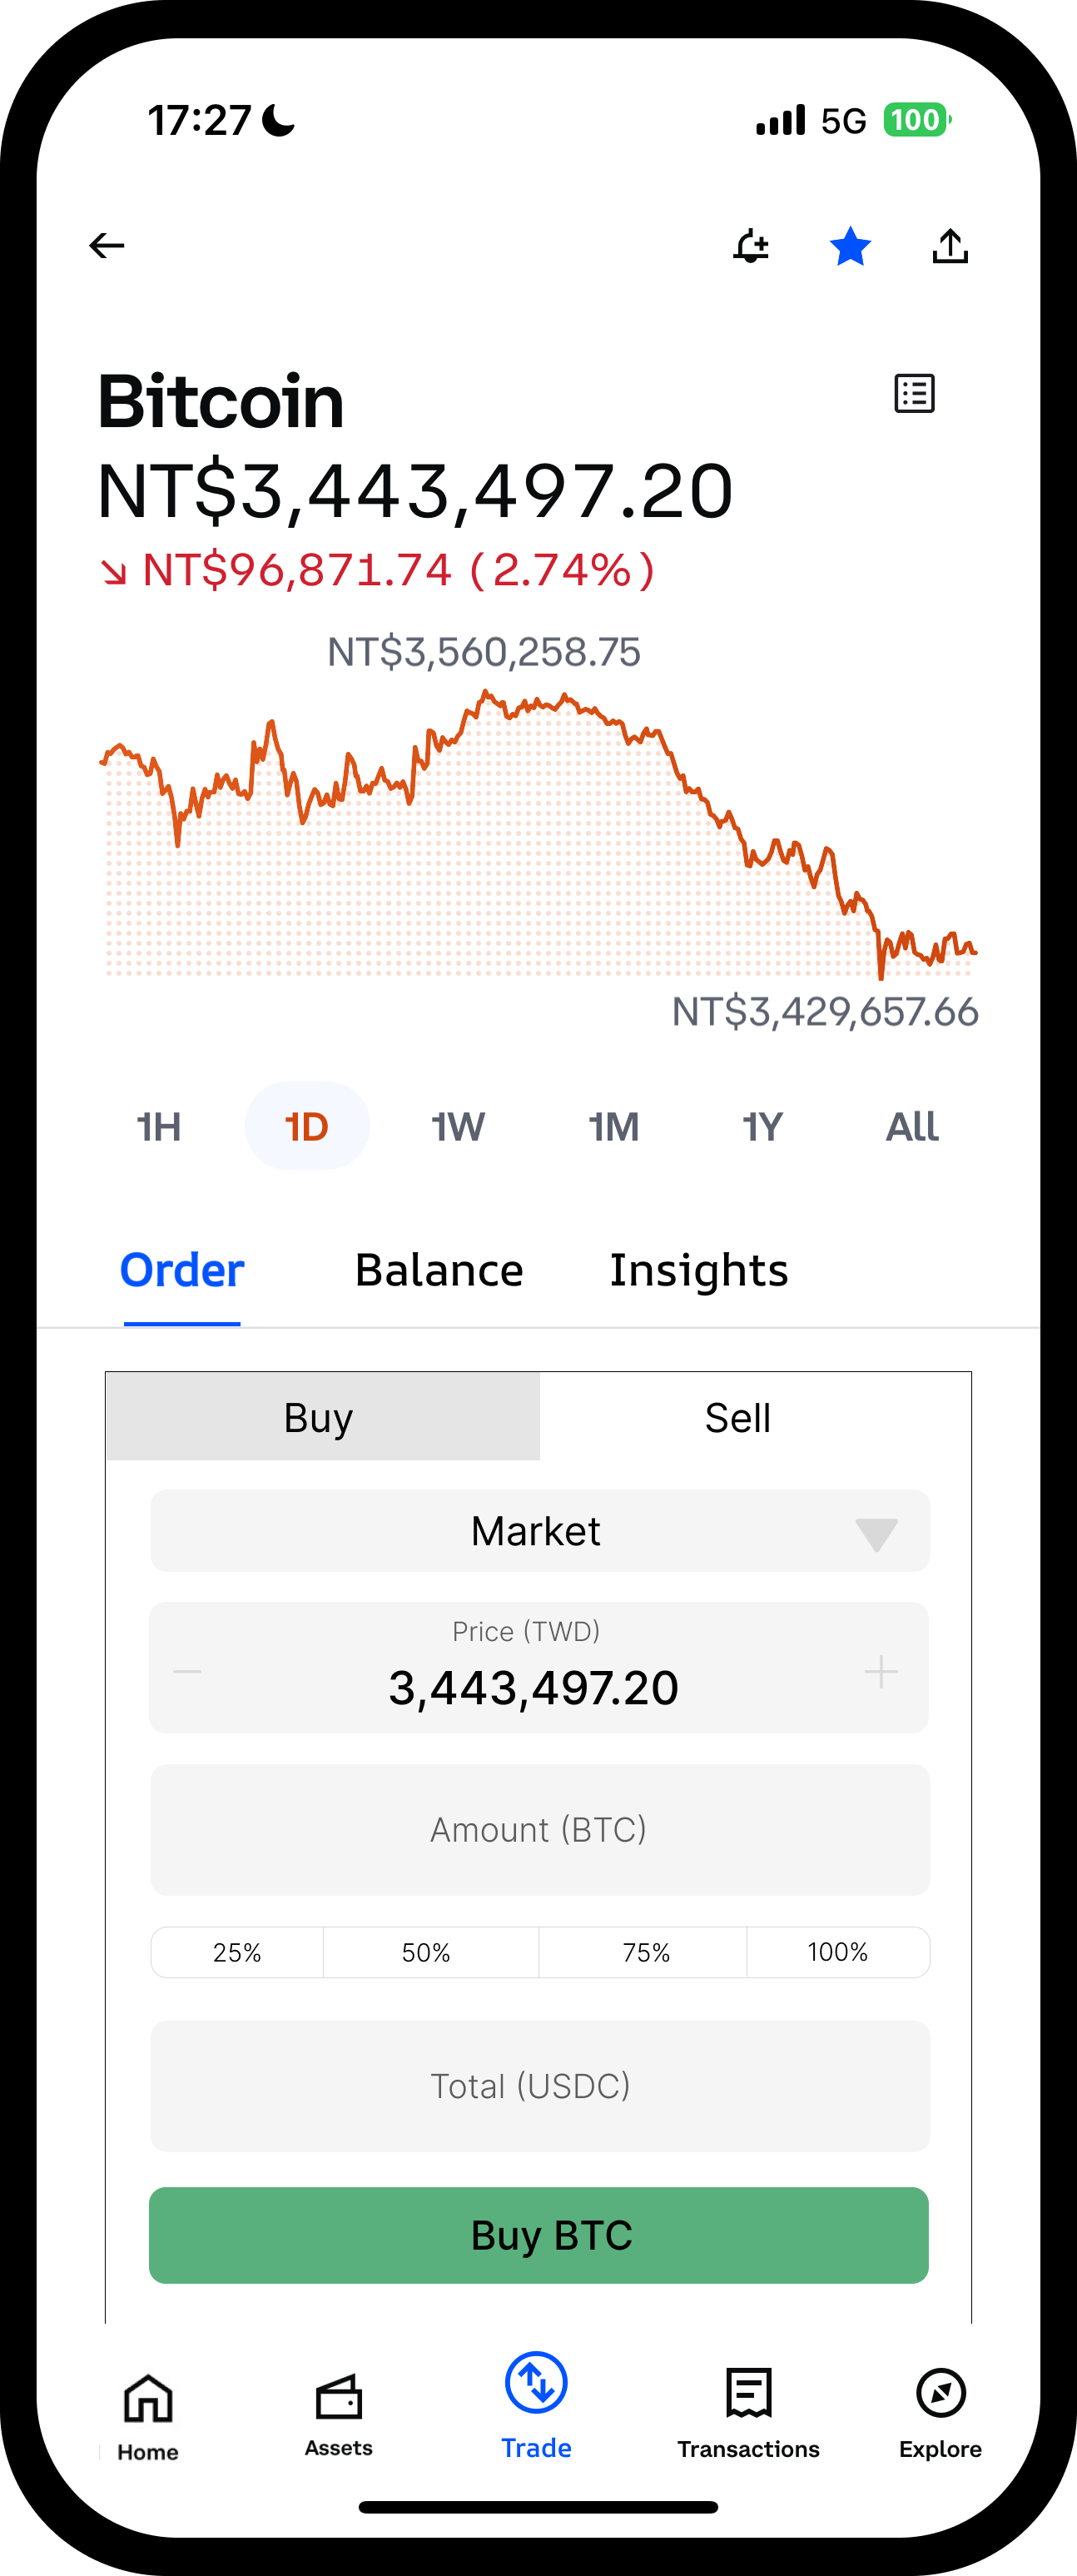 17:27 5G 100
Bitcoin
NT$3,443,497.20
NT$96,871.74 (2.74%)
NT$3,560,258.75
NT$3,429,657.66
1H 1D 1W 1M 1Y All
Order Balance Insights
Buy Sell
Market
Price (TWD)
3,443,497.20
Amount (BTC)
25% 50% 75% 100%
Total (USDC)
Buy BTC
Home Assets Trade Transactions Explore